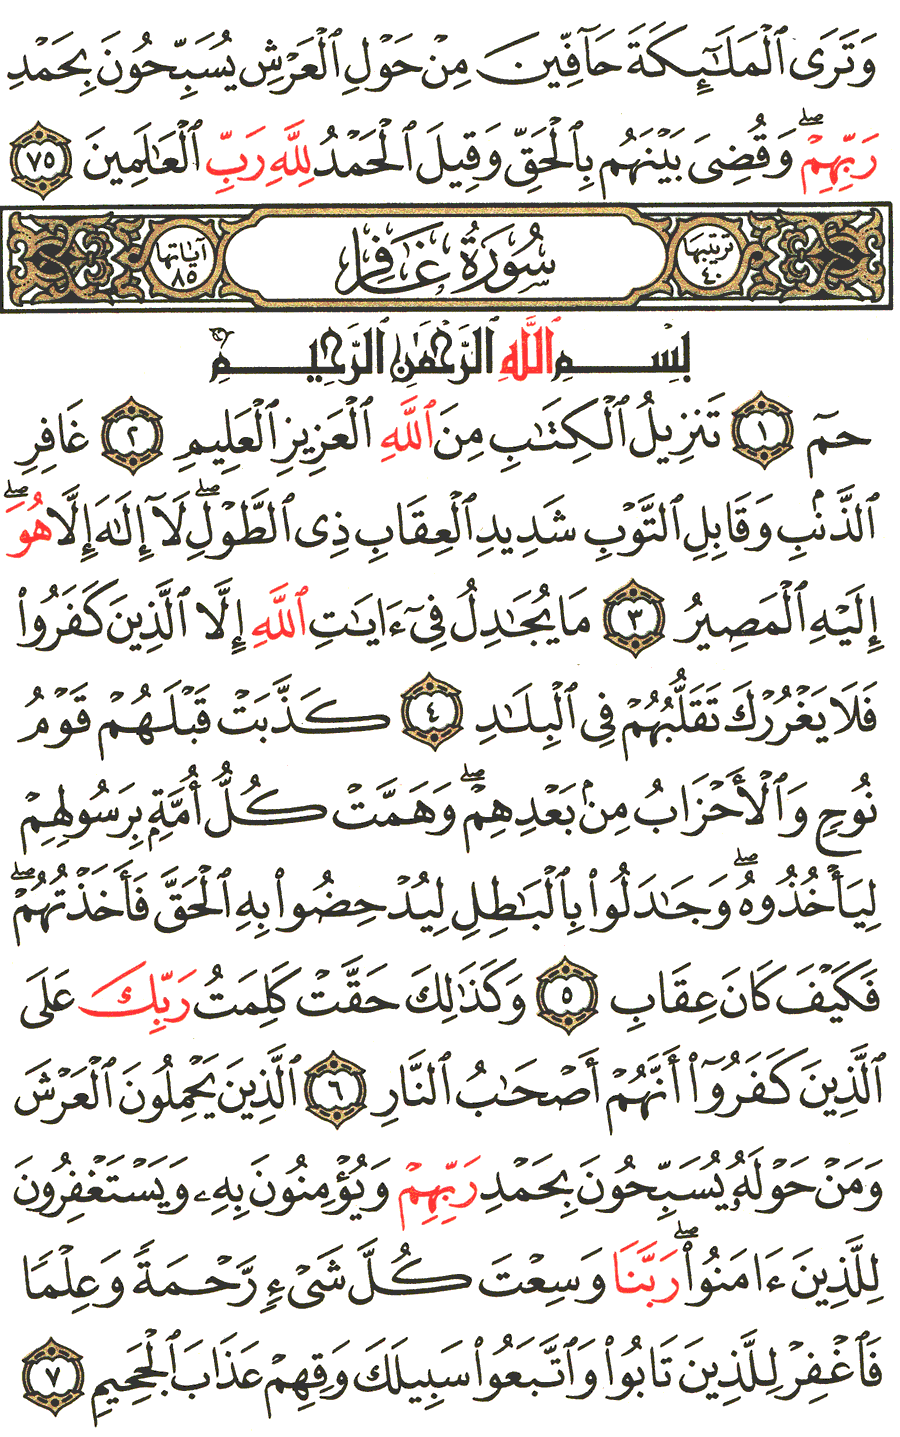 وَتَرَى ٱلْمَلَـٰٓئِكَةَ حَآفِّينَ مِنْ حَوْلِ ٱلْعَرْشِ يُسَبِّحُونَ بِحَمْدِ
رَبِّهِمْ ۖ وَقُضِىَ بَيْنَهُم بِٱلْحَقِّ وَقِيلَ ٱلْحَمْدُ لِلَّهِ رَبِّ ٱلْعَـٰلَمِينَ ٧٥
ترتيبها ٤٠ سُورَةُ غَافِرٍ آياتها ٨٥
بِسْمِ ٱللَّهِ ٱلرَّحْمَـٰنِ ٱلرَّحِيمِ
حمٓ ١ تَنزِيلُ ٱلْكِتَـٰبِ مِنَ ٱللَّهِ ٱلْعَزِيزِ ٱلْعَلِيمِ ٢ غَافِرِ
ٱلذَّنۢبِ وَقَابِلِ ٱلتَّوْبِ شَدِيدِ ٱلْعِقَابِ ذِى ٱلطَّوْلِ ۖ لَآ إِلَـٰهَ إِلَّا هُوَ ۖ
إِلَيْهِ ٱلْمَصِيرُ ٣ مَا يُجَـٰدِلُ فِىٓ ءَايَـٰتِ ٱللَّهِ إِلَّا ٱلَّذِينَ كَفَرُوا۟
فَلَا يَغْرُرْكَ تَقَلُّبُهُمْ فِى ٱلْبِلَـٰدِ ٤ كَذَّبَتْ قَبْلَهُمْ قَوْمُ
نُوحٍ وَٱلْأَحْزَابُ مِنۢ بَعْدِهِمْ ۖ وَهَمَّتْ كُلُّ أُمَّةٍۭ بِرَسُولِهِمْ
لِيَأْخُذُوهُ ۖ وَجَـٰدَلُوا۟ بِٱلْبَـٰطِلِ لِيُدْحِضُوا۟ بِهِ ٱلْحَقَّ فَأَخَذْتُهُمْ ۖ
فَكَيْفَ كَانَ عِقَابِ ٥ وَكَذَٰلِكَ حَقَّتْ كَلِمَتُ رَبِّكَ عَلَى
ٱلَّذِينَ كَفَرُوٓا۟ أَنَّهُمْ أَصْحَـٰبُ ٱلنَّارِ ٦ ٱلَّذِينَ يَحْمِلُونَ ٱلْعَرْشَ
وَمَنْ حَوْلَهُۥ يُسَبِّحُونَ بِحَمْدِ رَبِّهِمْ وَيُؤْمِنُونَ بِهِۦ وَيَسْتَغْفِرُونَ
لِلَّذِينَ ءَامَنُوا۟ ۖ رَبَّنَا وَسِعْتَ كُلَّ شَىْءٍ رَّحْمَةً وَعِلْمًا
فَٱغْفِرْ لِلَّذِينَ تَابُوا۟ وَٱتَّبَعُوا۟ سَبِيلَكَ وَقِهِمْ عَذَابَ ٱلْجَحِيمِ ٧